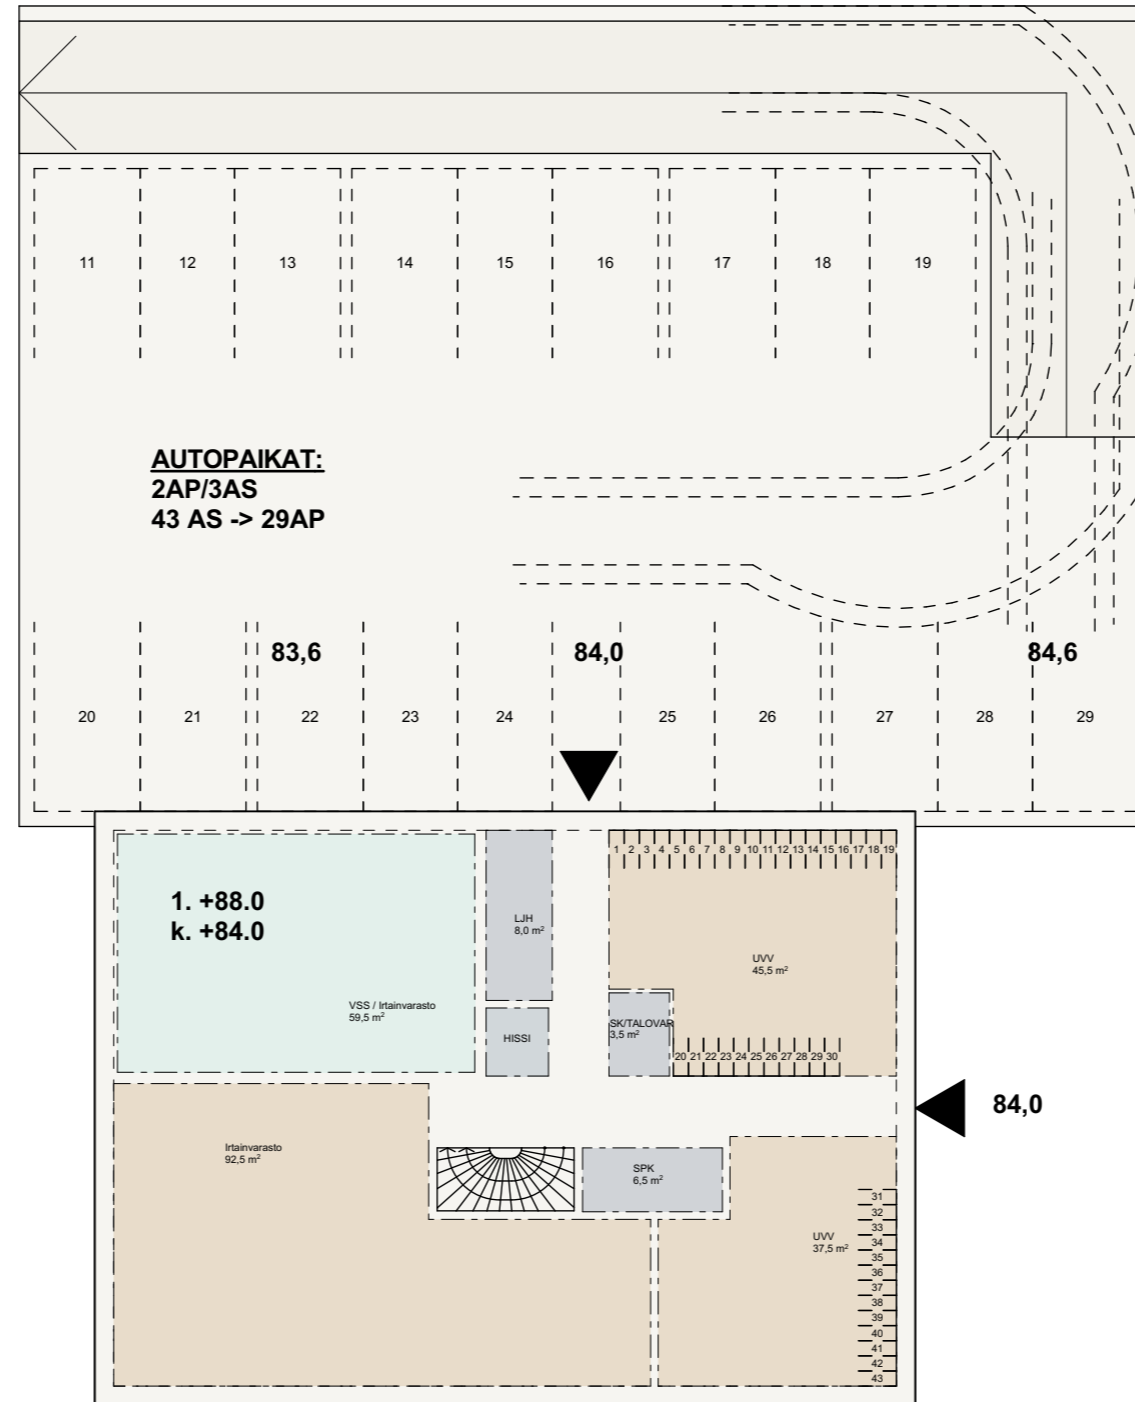 11 12 13 14 15 16 17 18 19
AUTOPAIKAT:
2AP/3AS
43 AS -> 29AP
83,6 84,0 84,6
20 21 22 23 24 25 26 27 28 29
1 2 3 4 5 6 7 8 9 10 11 12 13 14 15 16 17 18 19
1. +88.0
k. +84.0
LJH
8,0 m²
UVV
45,5 m²
VSS / Irtainvarasto
59,5 m²
HISSI
SK/TALOVAR
3,5 m²
20 21 22 23 24 25 26 27 28 29 30
84,0
Irtainvarasto
92,5 m²
SPK
6,5 m²
UVV
37,5 m²
31
32
33
34
35
36
37
38
39
40
41
42
43